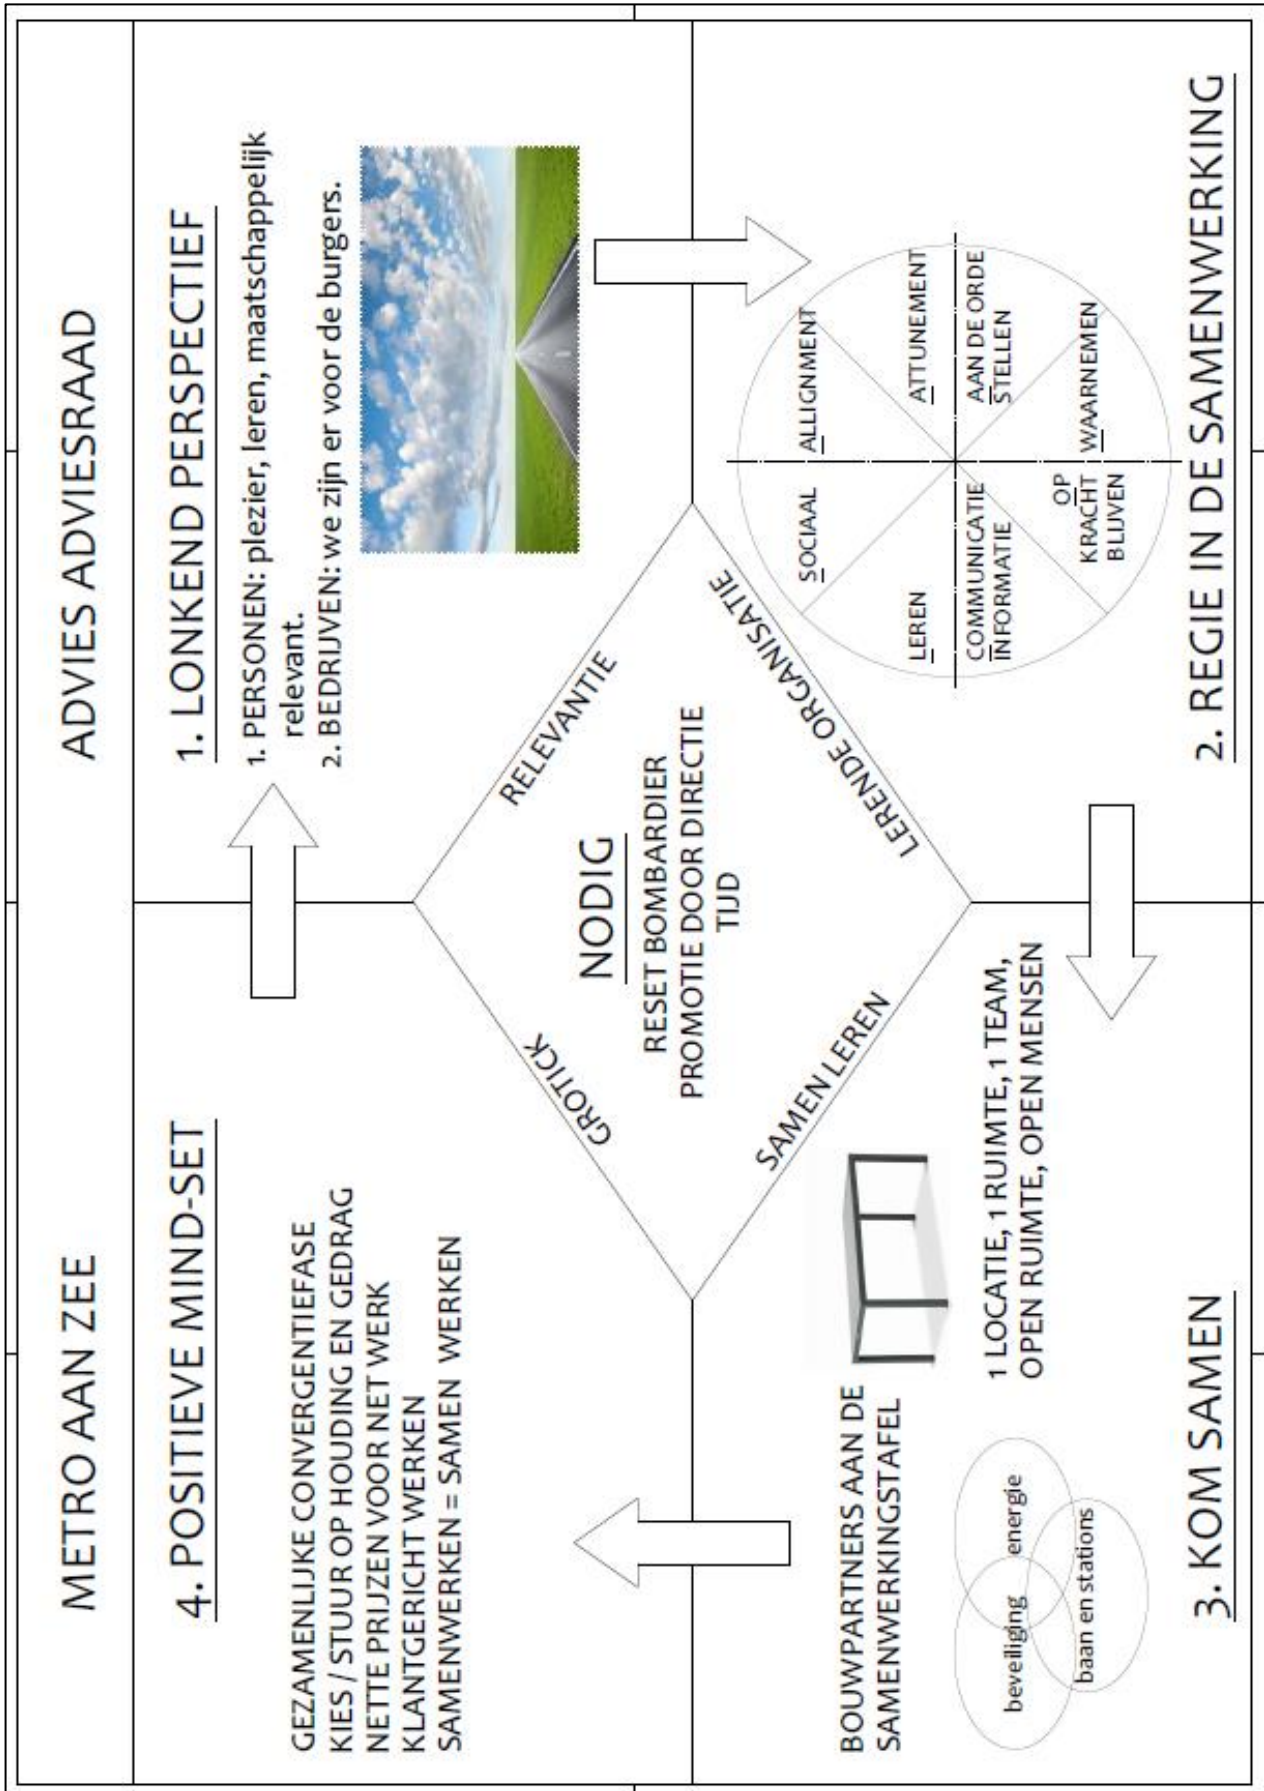 METRO AAN ZEE
ADVIES ADVIESRAAD
4. POSITIEVE MIND-SET
GEZAMENLIJKE CONVERGENTIEFASE
KIES / STUUR OP HOUDING EN GEDRAG
NETTE PRIJZEN VOOR NET WERK
KLANTGERICHT WERKEN
SAMENWERKEN = SAMEN WERKEN
1. LONKEND PERSPECTIEF
1. PERSONEN: plezier, leren, maatschappelijk
relevant.
2. BEDRIJVEN: we zijn er voor de burgers.
GROTICK
RELEVANTIE
NODIG
RESET BOMBARDIER
PROMOTIE DOOR DIRECTIE
TIJD
SAMEN LEREN
LERENDE ORGANISATIE
BOUWPARTNERS AAN DE
SAMENWERKINGSTAFEL
beveiliging
energie
baan en stations
1 LOCATIE, 1 RUIMTE, 1 TEAM,
OPEN RUIMTE, OPEN MENSEN
3. KOM SAMEN
SOCIAAL
ALLIGNMENT
LEREN
ATTUNEMENT
COMMUNICATIE
INFORMATIE
AAN DE ORDE
STELLEN
OP
KRACHT
BLIJVEN
WAARNEMEN
2. REGIE IN DE SAMENWERKING